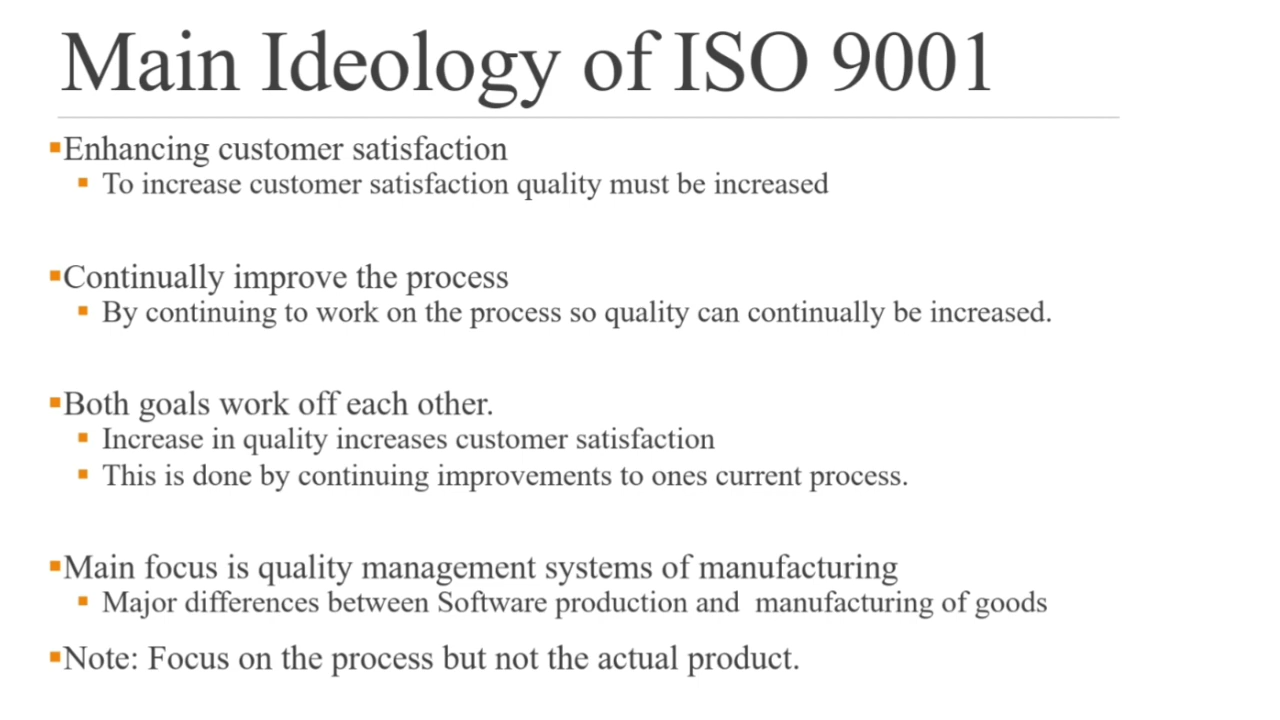 Main Ideology of ISO 9001
▪Enhancing customer satisfaction
▪ To increase customer satisfaction quality must be increased
▪Continually improve the process
▪ By continuing to work on the process so quality can continually be increased.
▪Both goals work off each other.
▪ Increase in quality increases customer satisfaction
▪ This is done by continuing improvements to ones current process.
▪Main focus is quality management systems of manufacturing
▪ Major differences between Software production and  manufacturing of goods
▪Note: Focus on the process but not the actual product.